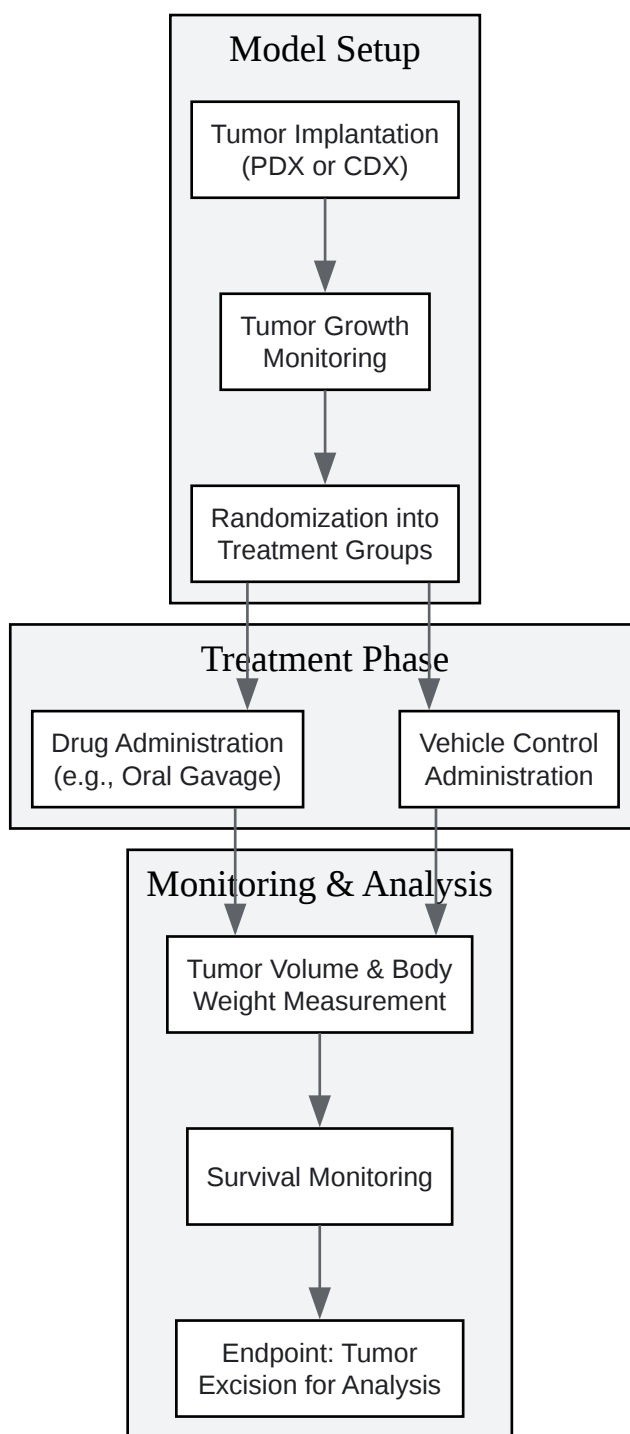 Model Setup
Tumor Implantation
(PDX or CDX)
Tumor Growth
Monitoring
Randomization into
Treatment Groups
Treatment Phase
Drug Administration
(e.g., Oral Gavage)
Vehicle Control
Administration
Monitoring & Analysis
Tumor Volume & Body
Weight Measurement
Survival Monitoring
Endpoint: Tumor
Excision for Analysis